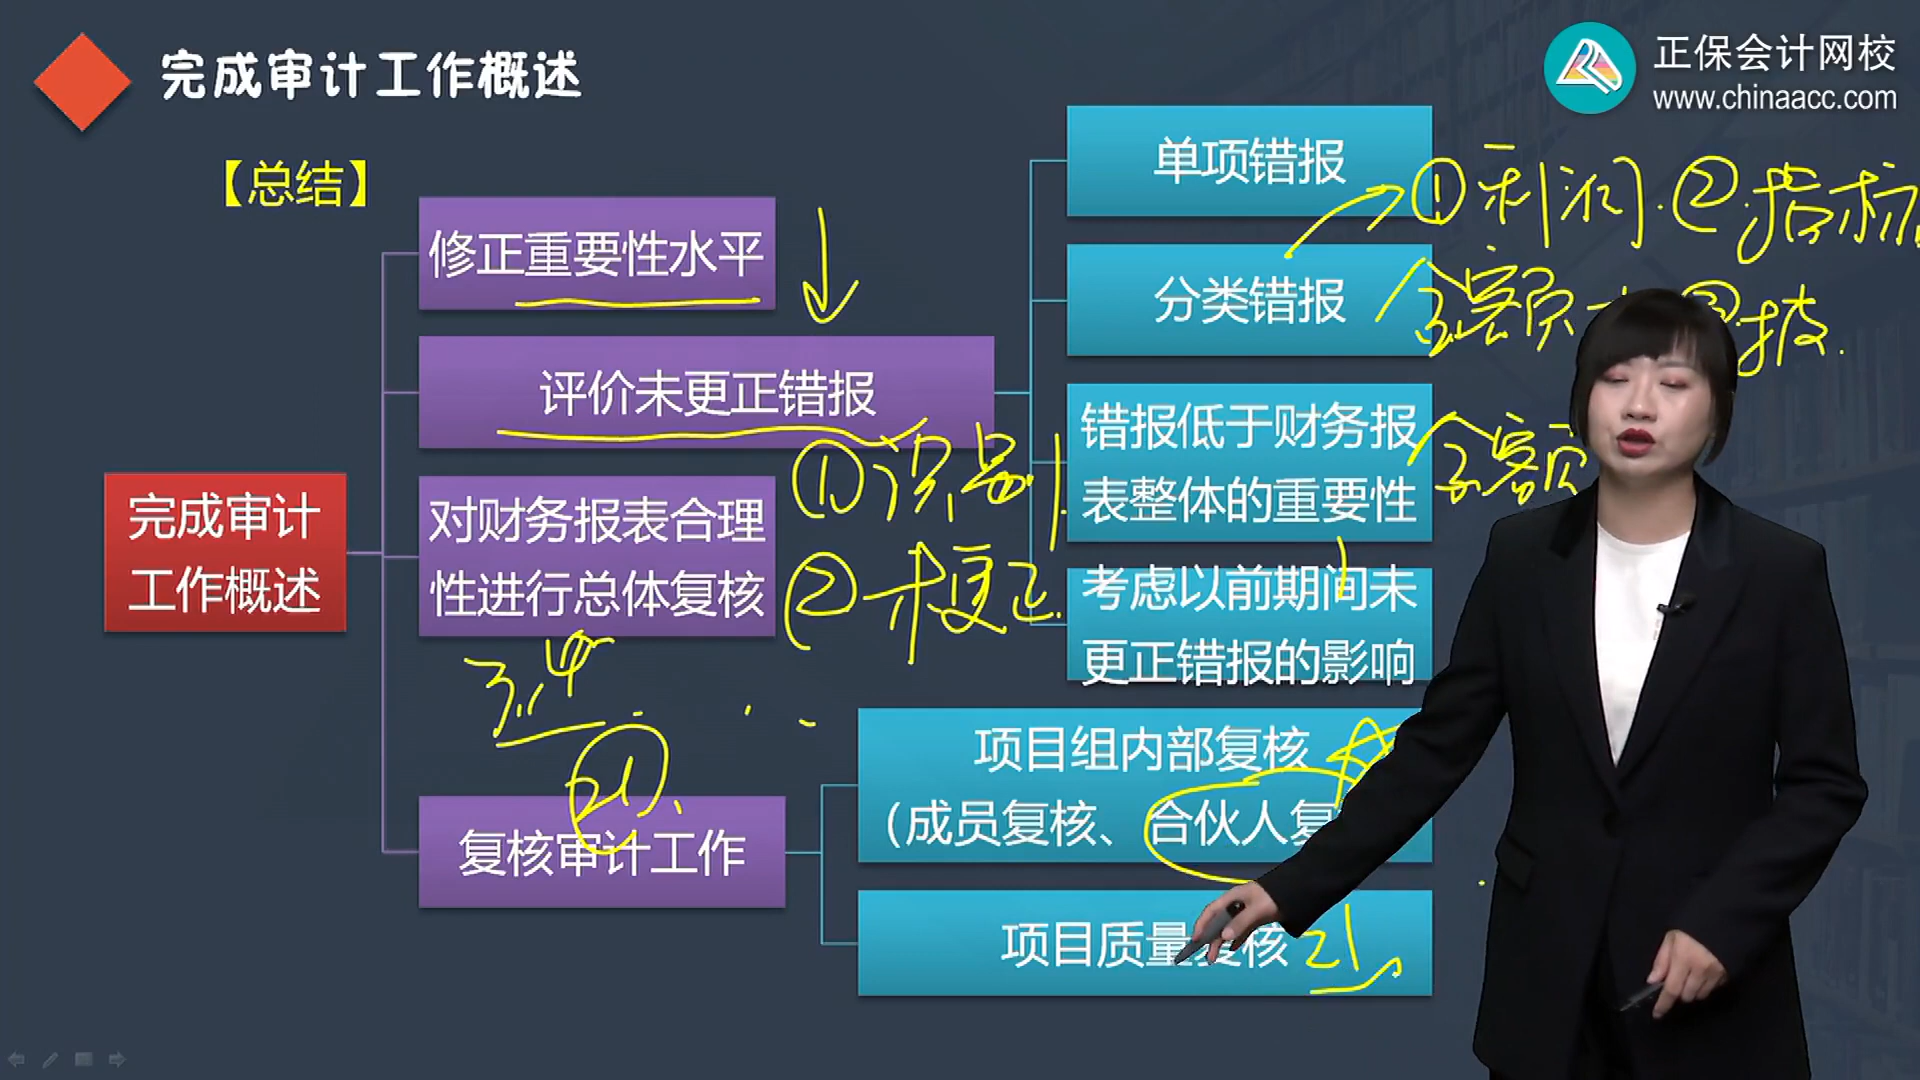 完成审计工作概述
正保会计网校
www.chinaacc.com
【总结】
完成审计
工作概述
修正重要性水平
评价未更正错报
单项错报
分类错报
①利润.②指标
错报低于财务报
表整体的重要性
考虑以前期间未
更正错报的影响
对财务报表合理
性进行总体复核
①识别
②校正
复核审计工作
项目组内部复核
（成员复核、合伙人复
项目质量复核
21